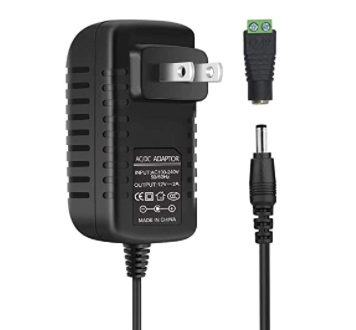 AC/DC ADAPTOR
INPUT:AC100-240V
50/60Hz
OUTPUT:12V⎓2A
MADE IN CHINA